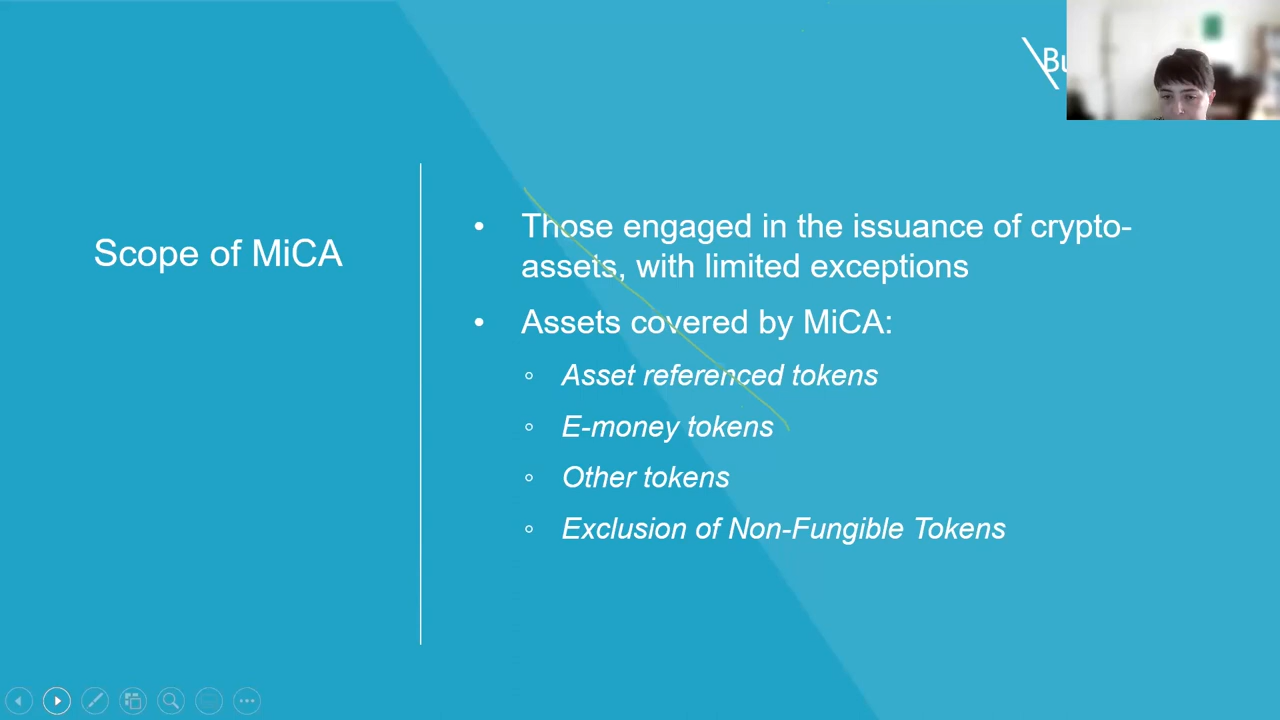 Scope of MiCA
• Those engaged in the issuance of crypto-
assets, with limited exceptions
• Assets covered by MiCA:
◦ Asset referenced tokens
◦ E-money tokens
◦ Other tokens
◦ Exclusion of Non-Fungible Tokens